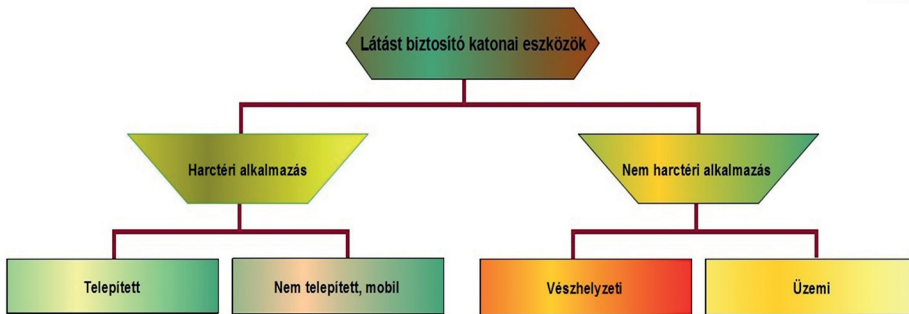 Látást biztosító katonai eszközök
Harctéri alkalmazás
Nem harctéri alkalmazás
Telepített
Nem telepített, mobil
Vészhelyzeti
Üzemi